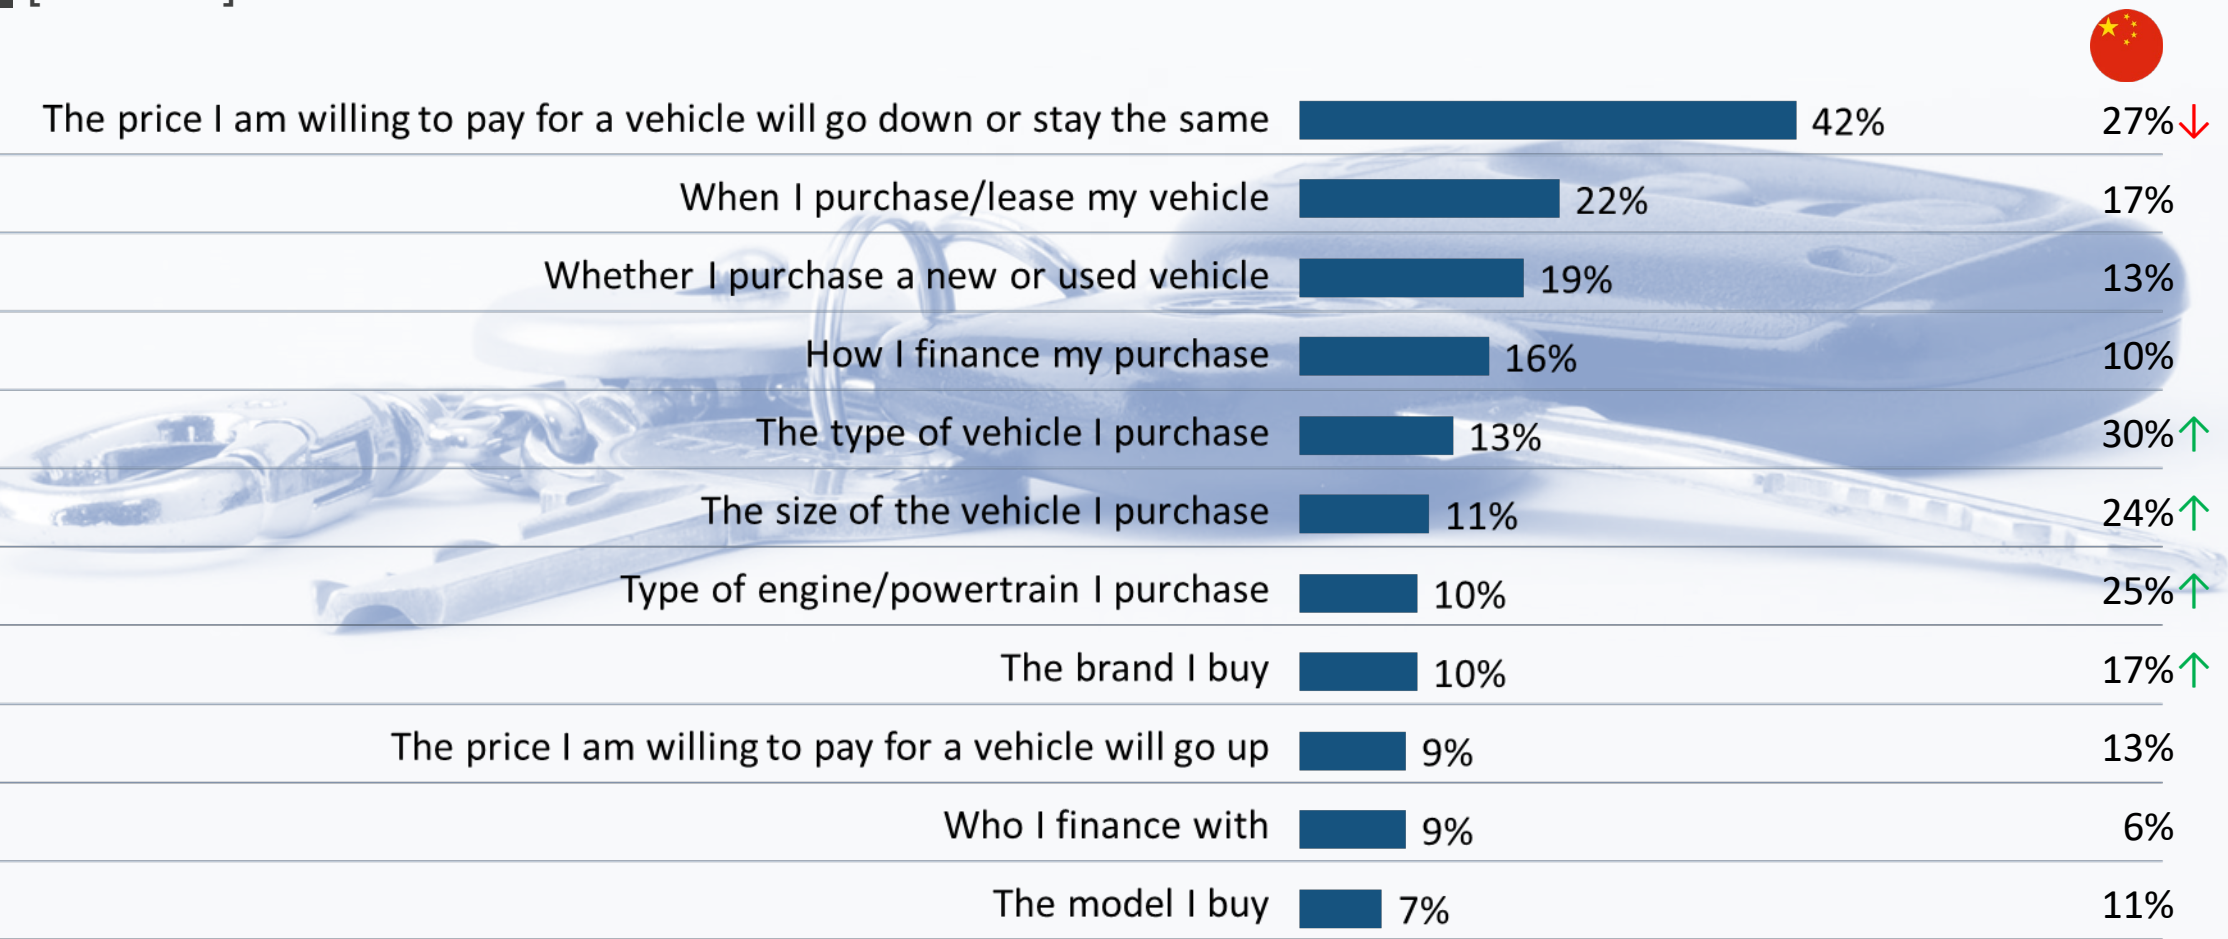 The price I am willing to pay for a vehicle will go down or stay the same 42% 27%↓
When I purchase/lease my vehicle 22% 17%
Whether I purchase a new or used vehicle 19% 13%
How I finance my purchase 16% 10%
The type of vehicle I purchase 13% 30%↑
The size of the vehicle I purchase 11% 24%↑
Type of engine/powertrain I purchase 10% 25%↑
The brand I buy 10% 17%↑
The price I am willing to pay for a vehicle will go up 9% 13%
Who I finance with 9% 6%
The model I buy 7% 11%